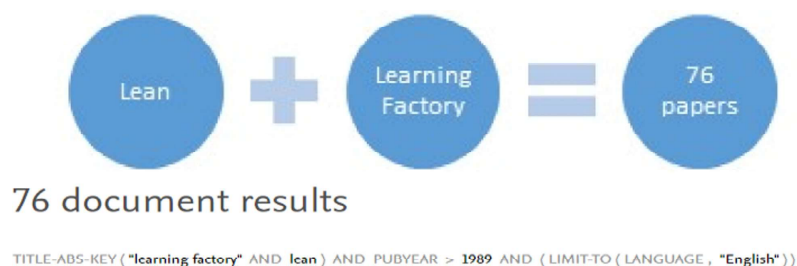 Lean
Learning
Factory
76
papers
76 document results
TITLE-ABS-KEY ( "learning factory" AND lean ) AND PUBYEAR > 1989 AND ( LIMIT-TO ( LANGUAGE , "English" ) )